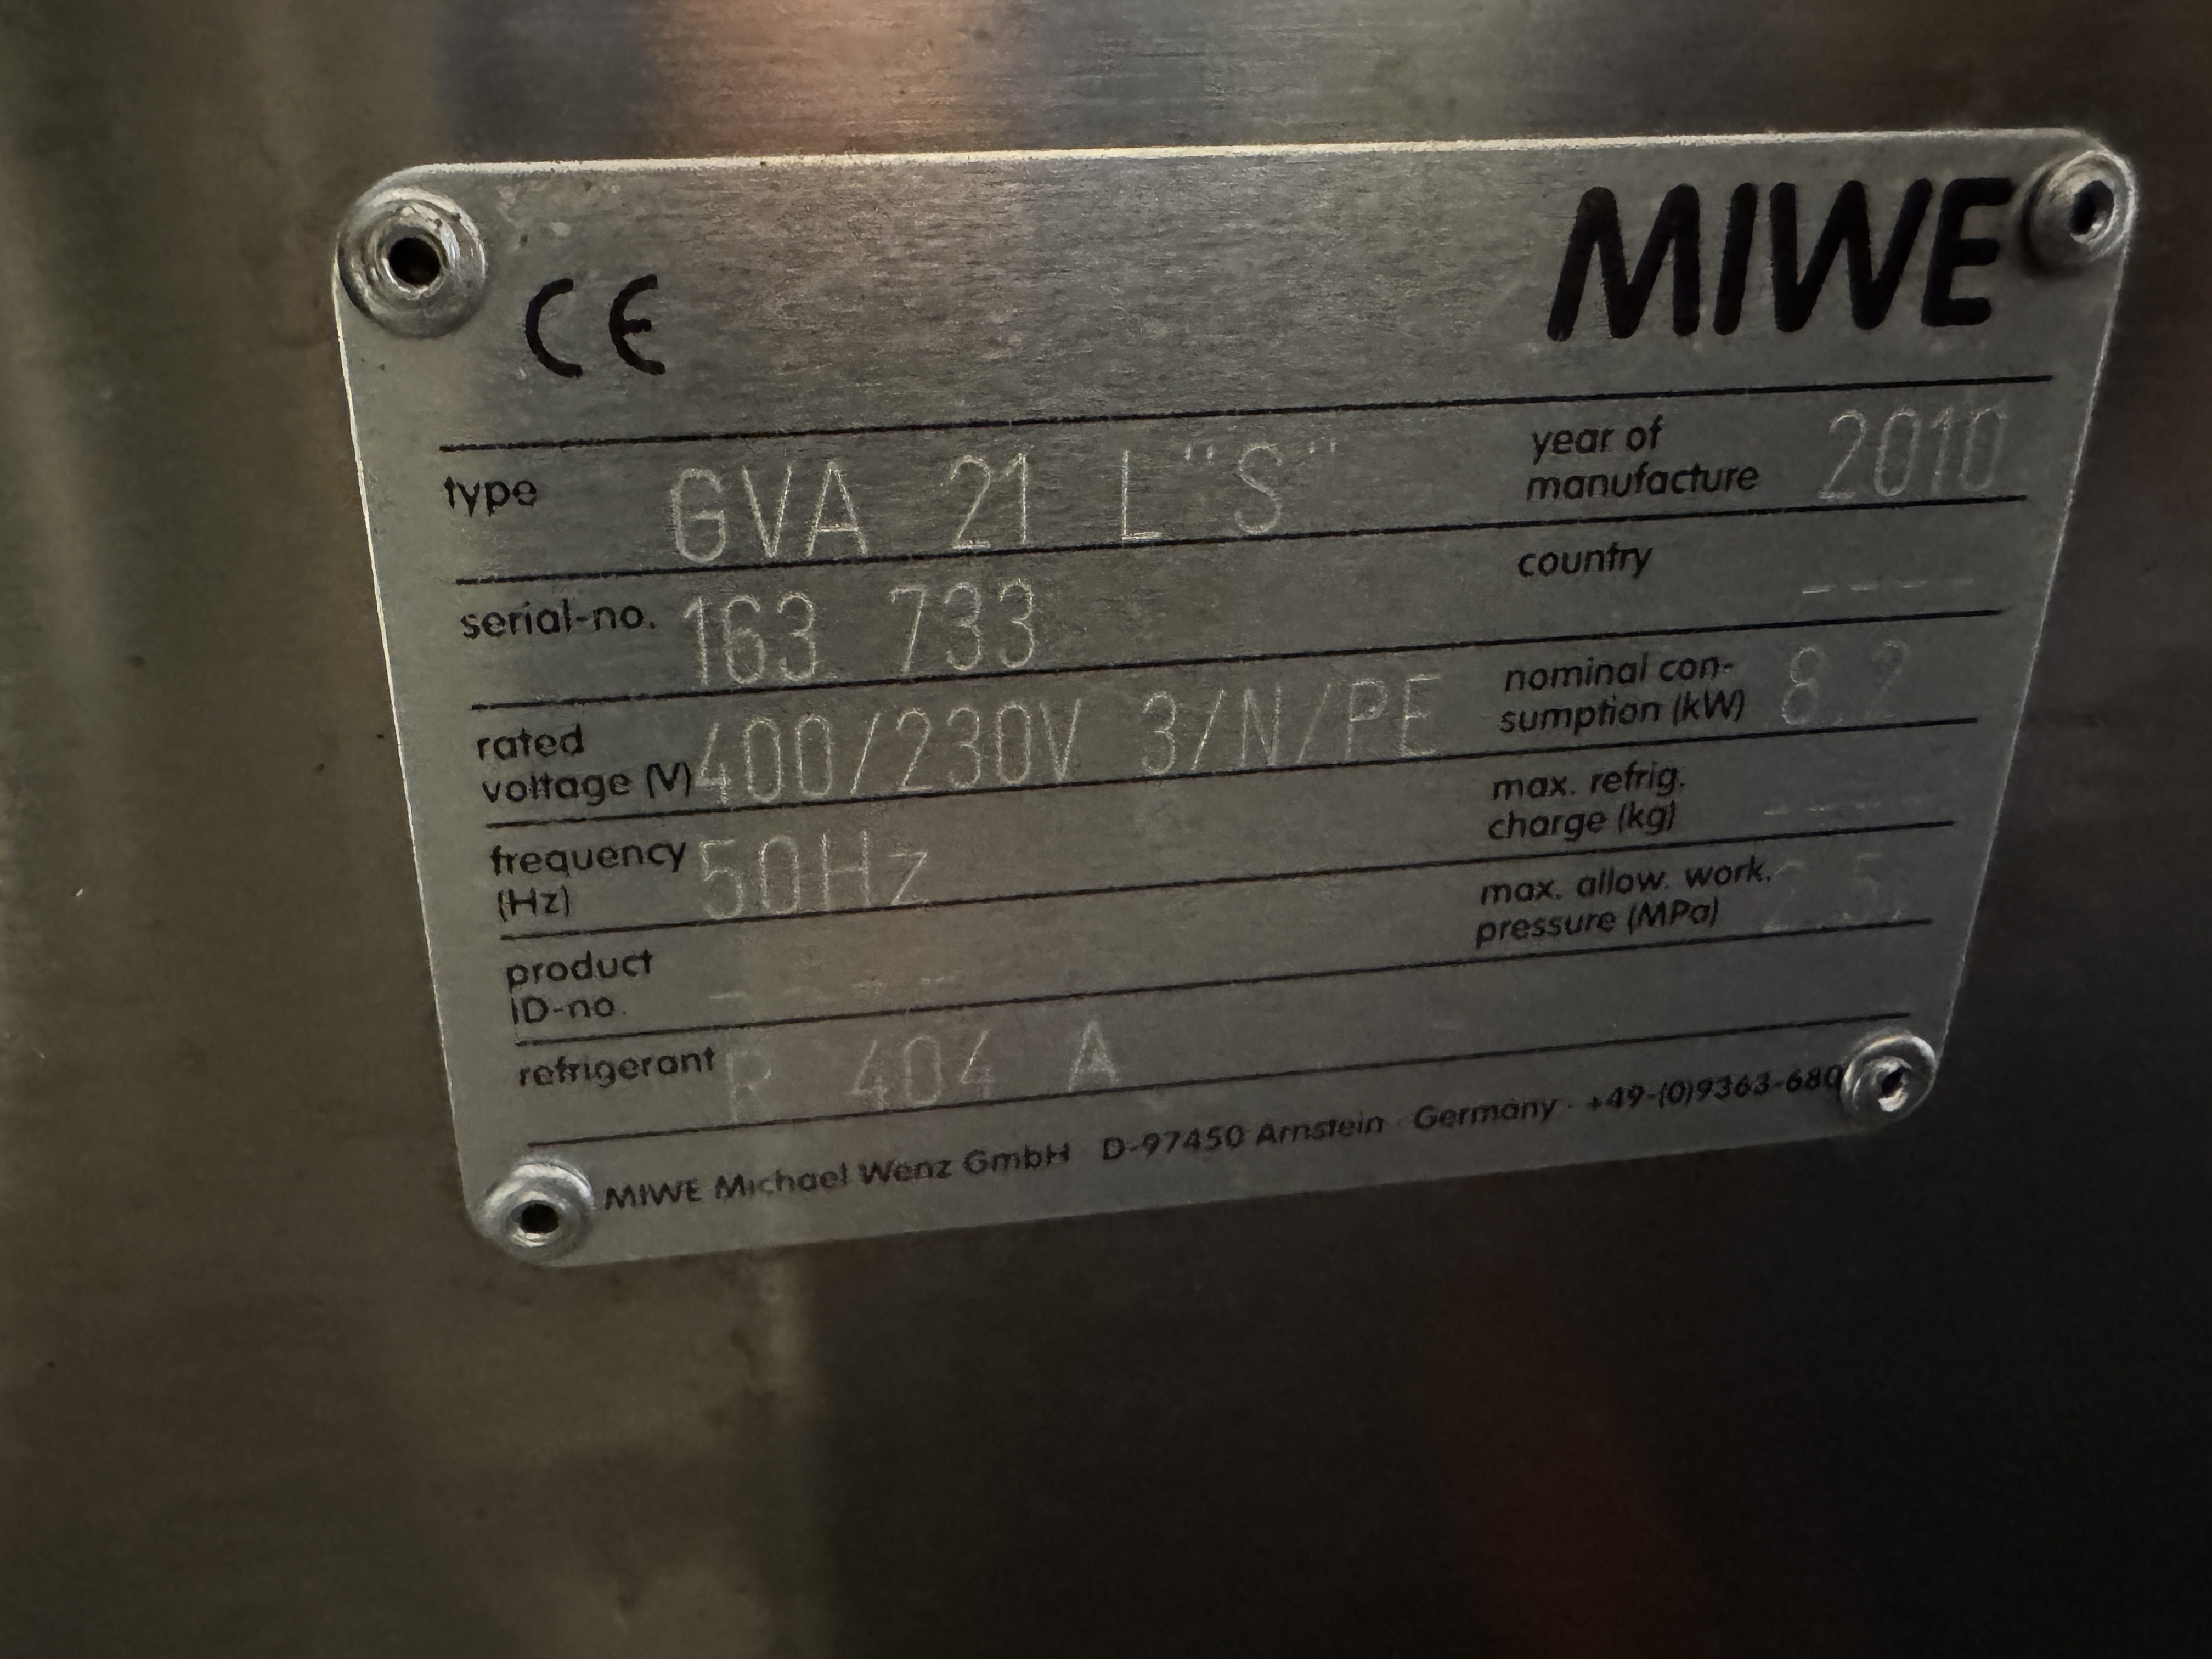 CE MIWE
type GVA 21 L"S" year of manufacture 2010
serial-no. 163 733 country ----
rated voltage (V) 400/230V 3/N/PE nominal con-sumption (kW) 8.2
frequency (Hz) 50Hz max. refrig. charge (kg) ----
product ID-no. ---- max. allow. work. pressure (MPa)
refrigerant R 404 A
MIWE Michael Wenz GmbH D-97450 Arnstein Germany · +49-(0)9363-680